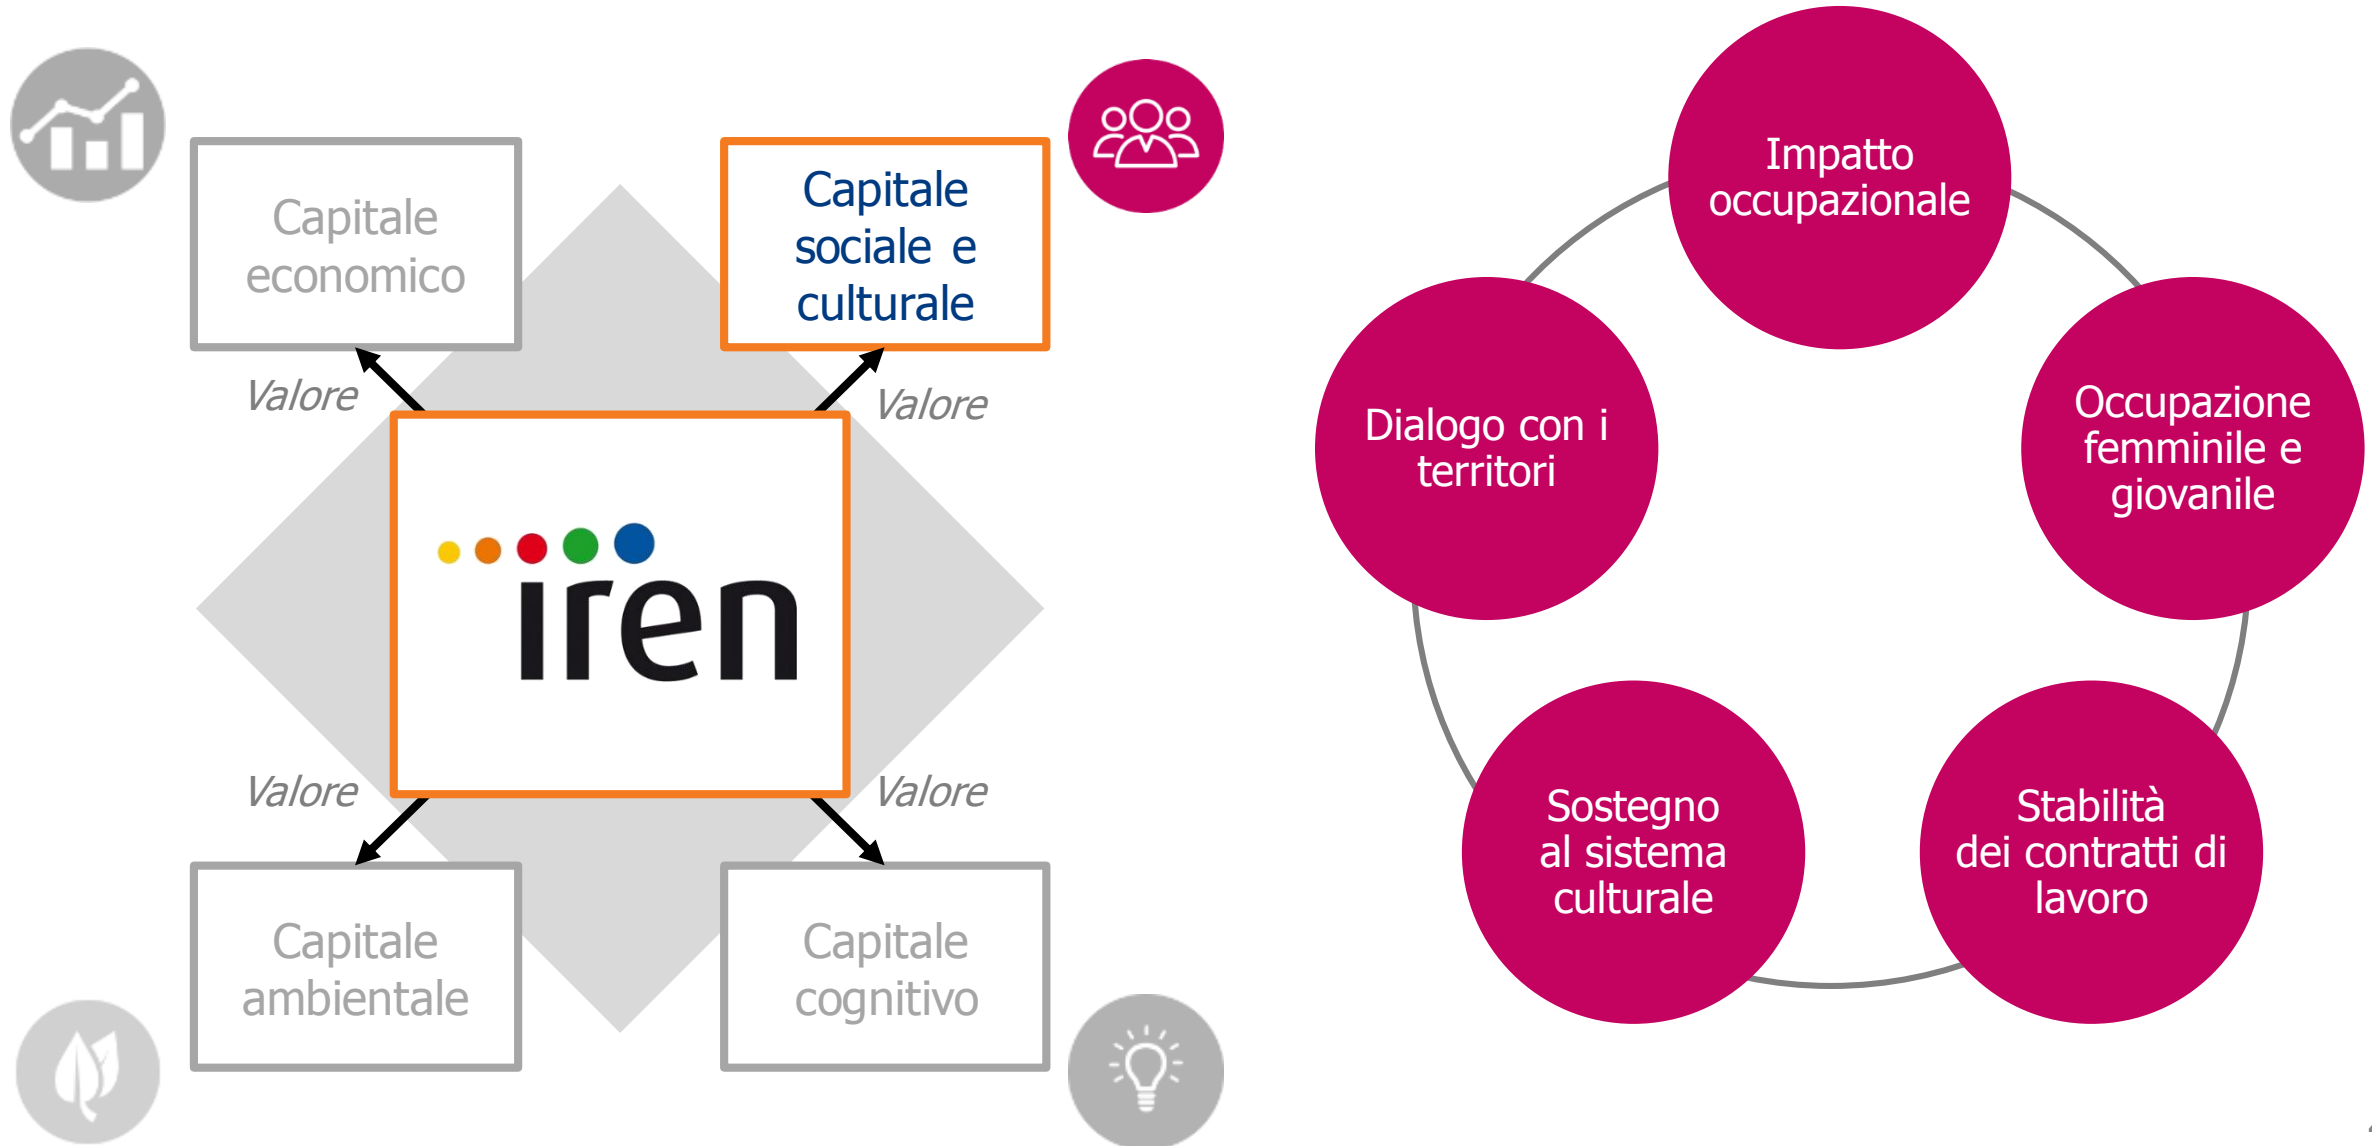 Capitale
economico
Capitale
sociale e
culturale
Valore
Valore
iren
Valore
Valore
Capitale
ambientale
Capitale
cognitivo
Impatto
occupazionale
Dialogo con i
territori
Occupazione
femminile e
giovanile
Sostegno
al sistema
culturale
Stabilità
dei contratti di
lavoro